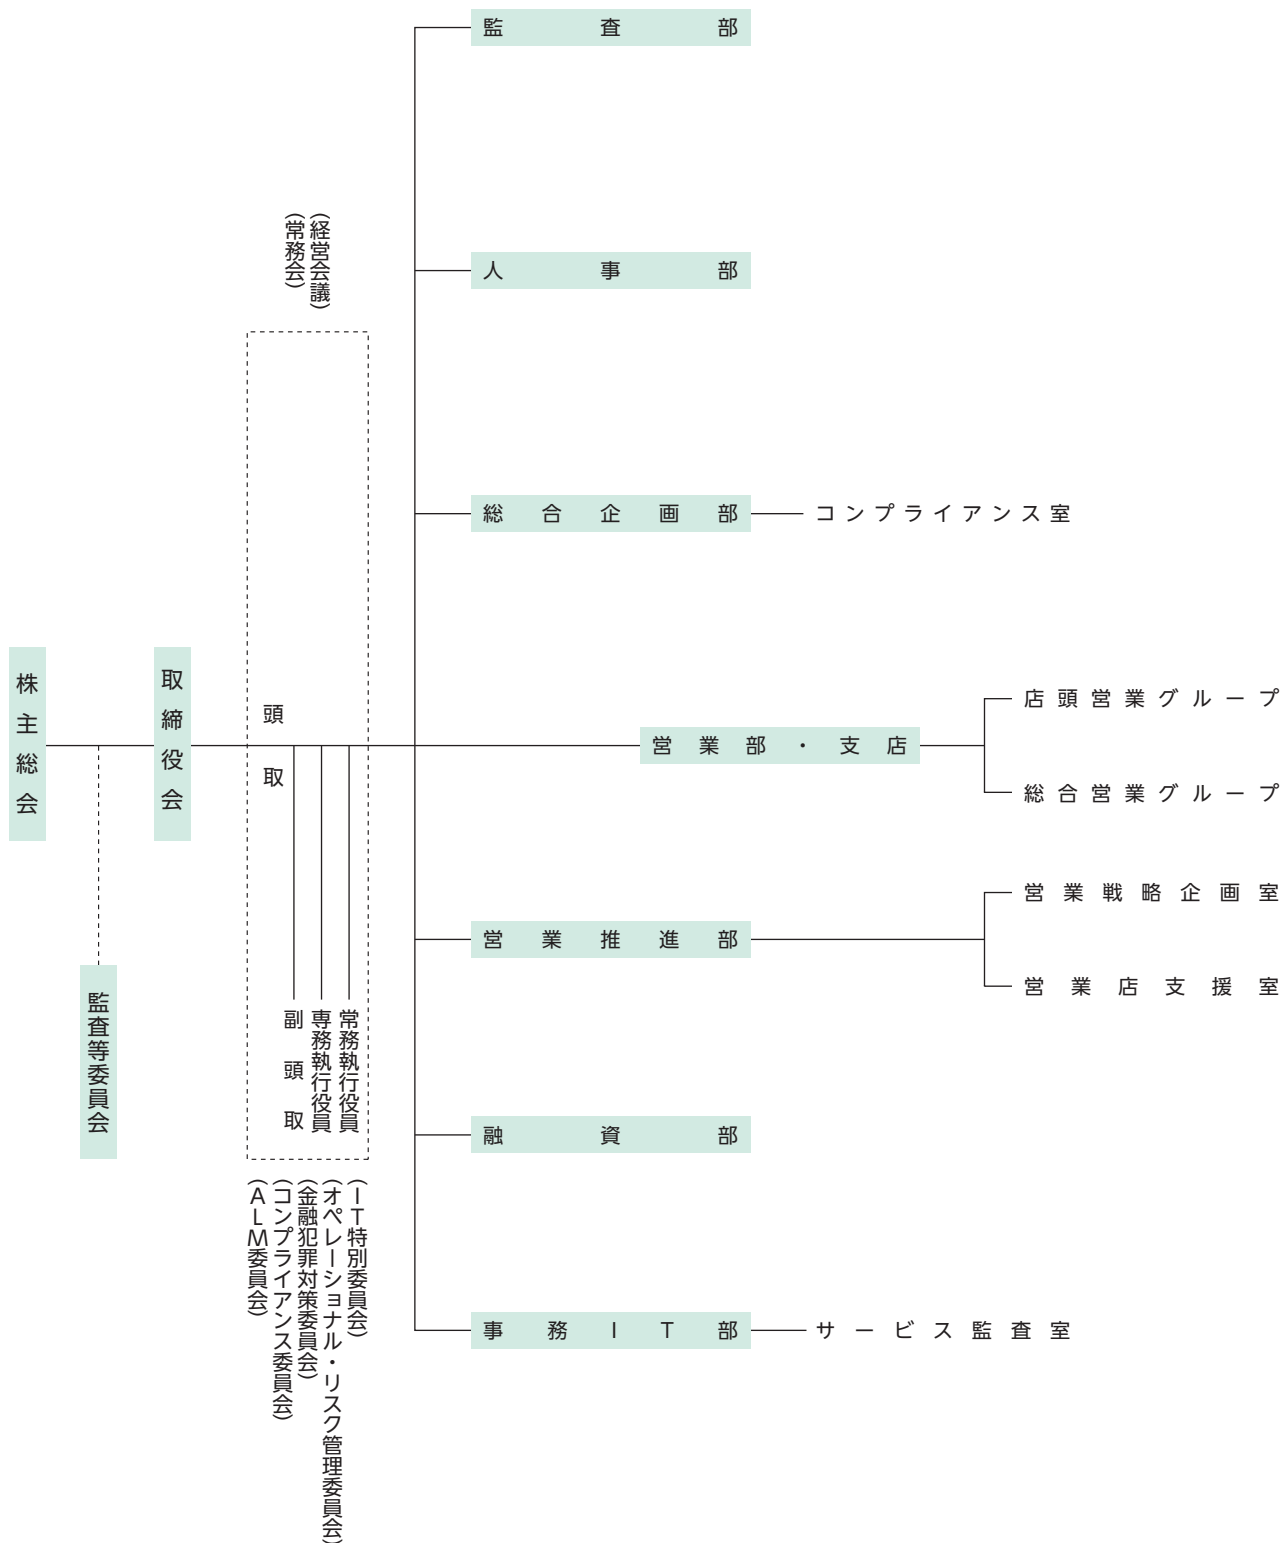 株主総会
監査等委員会
取締役会
(経営会議)
(常務会)
頭取
副頭取
専務執行役員
常務執行役員
(IT特別委員会)
(オペレーショナル・リスク管理委員会)
(金融犯罪対策委員会)
(コンプライアンス委員会)
(ALM委員会)
監査部
人事部
総合企画部
コンプライアンス室
営業部・支店
店頭営業グループ
総合営業グループ
営業推進部
営業戦略企画室
営業店支援室
融資部
事務IT部
サービス監査室